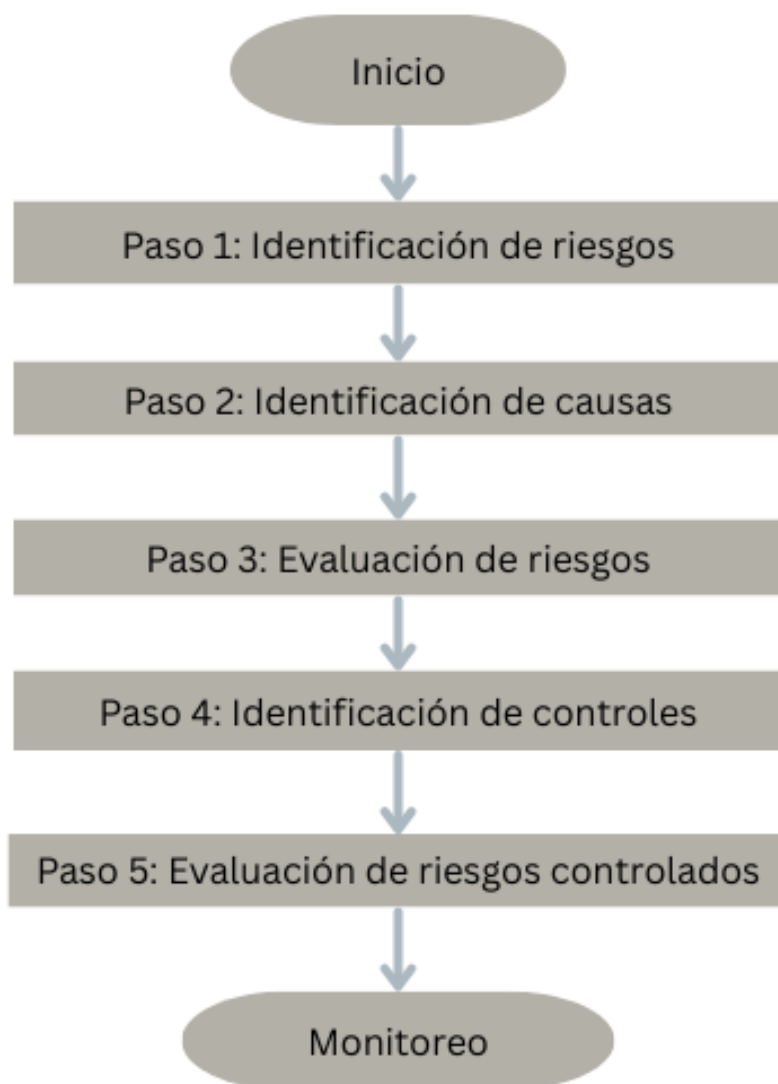 Inicio
Paso 1: Identificación de riesgos
Paso 2: Identificación de causas
Paso 3: Evaluación de riesgos
Paso 4: Identificación de controles
Paso 5: Evaluación de riesgos controlados
Monitoreo